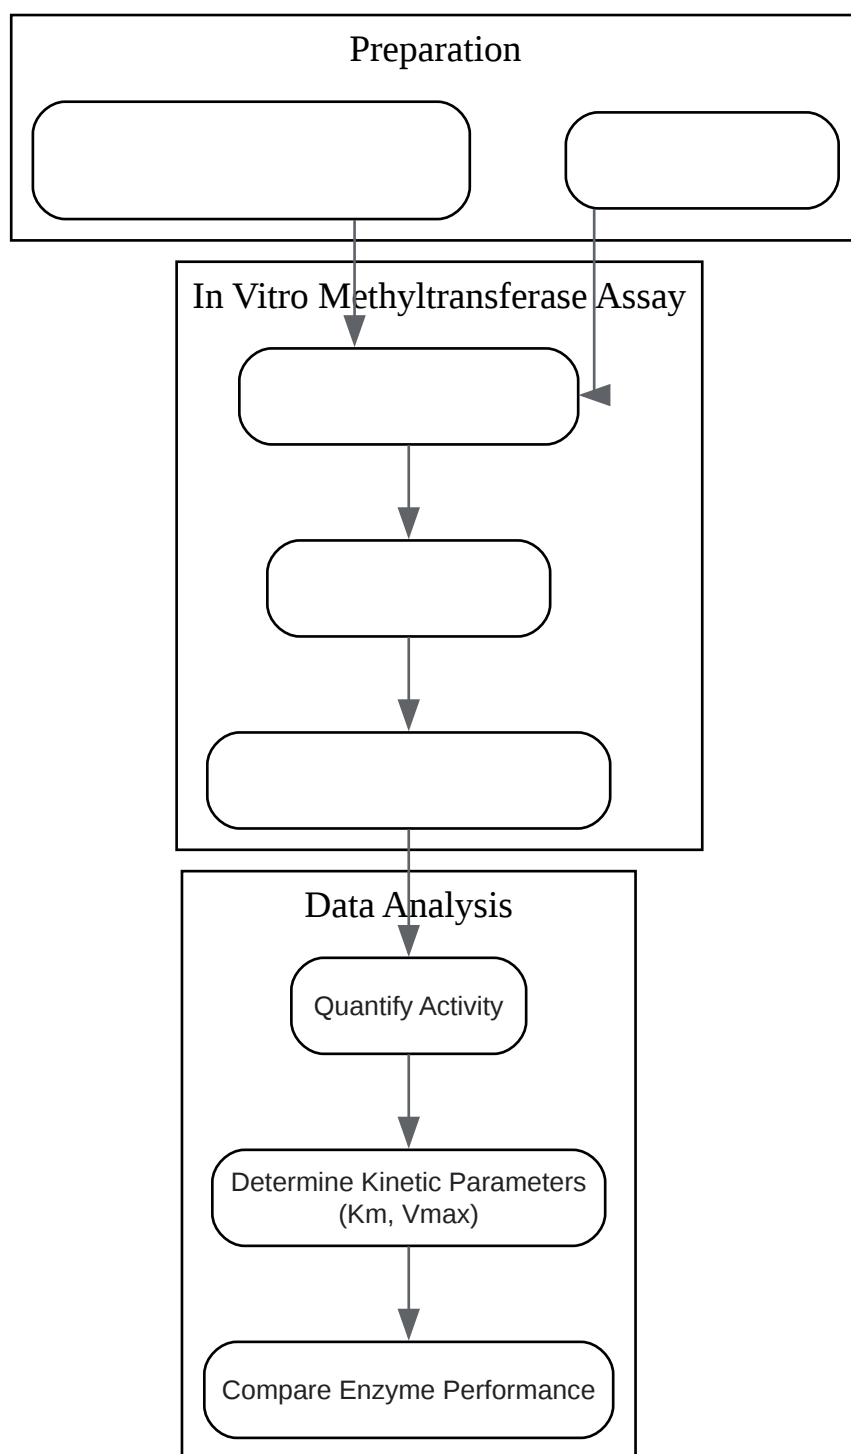 Preparation
In Vitro Methyltransferase Assay
Data Analysis
Quantify Activity
Determine Kinetic Parameters
(Km, Vmax)
Compare Enzyme Performance